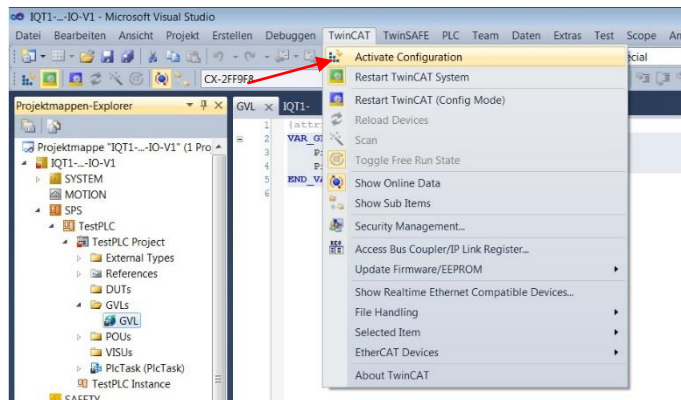 IQT1-...-IO-V1 - Microsoft Visual Studio
Datei Bearbeiten Ansicht Projekt Erstellen Debuggen TwinCAT TwinSAFE PLC Team Daten Extras Test Scope
CX-2FF9F8
Activate Configuration
Restart TwinCAT System
Restart TwinCAT (Config Mode)
Reload Devices
Scan
Toggle Free Run State
Show Online Data
Show Sub Items
Security Management...
Access Bus Coupler/IP Link Register...
Update Firmware/EEPROM
Show Realtime Ethernet Compatible Devices...
File Handling
Selected Item
EtherCAT Devices
About TwinCAT
Projektmappen-Explorer
Projektmappe "IQT1-...-IO-V1" (1 Pro
IQT1-...-IO-V1
SYSTEM
MOTION
SPS
TestPLC
TestPLC Project
External Types
References
DUTs
GVLs
GVL
POUs
VISUs
PlcTask (PlcTask)
TestPLC Instance
SAFETY
GVL IQT1-
1 {attr
2 VAR_G
3 P
4 P
5 END_VA
6